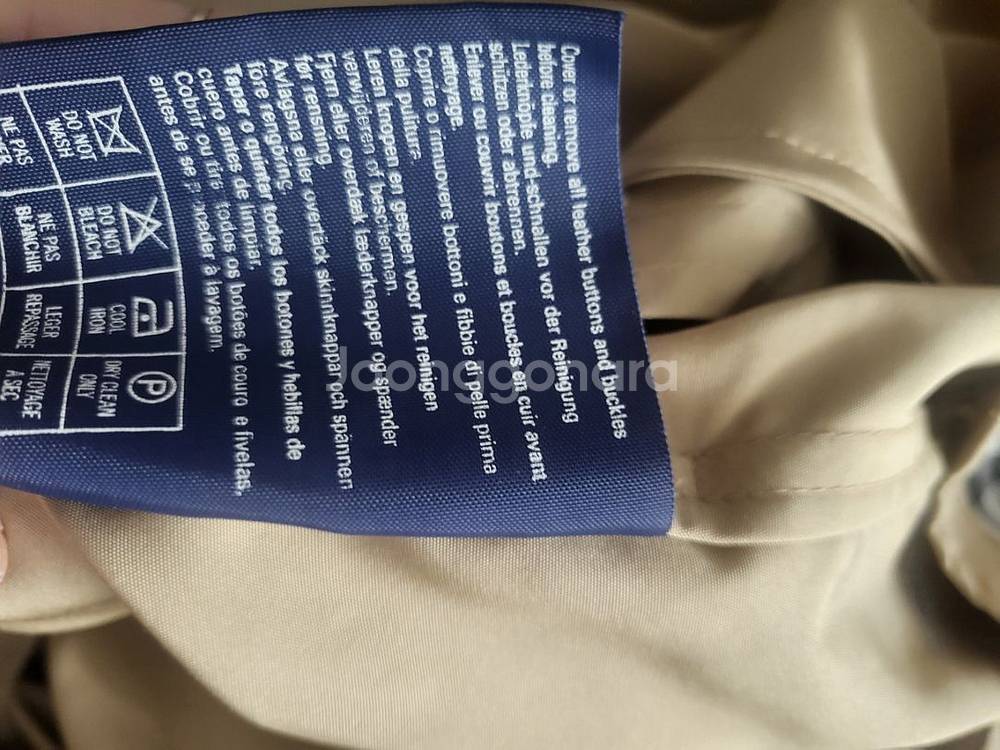 Cover or remove all leather buttons and buckles
before cleaning.
Lederknöpfe und-schnallen vor der Reinigung
schützen oder abtrennen.
Enlever ou couvrir boutons et boucles en cuir avant
nettoyage.
Coprire o rimuovere bottoni e fibbie di pelle prima
della pulitura.
Leren knopen en gespen voor het reinigen
verwijderen of beschermen.
Fjern eller overdæk læderknapper og spænder
før rensning.
Avlägsna eller övertäck skinnknappar och spännen
före rengöring.
Tapar o quitar todos los botones y hebillas de
cuero antes de limpiar.
Cobrir ou todos os botões de couro e fivelas,
antes de se proceder à lavagem.
DO NOT
WASH
DO NOT
BLEACH
COOL
IRON
P
DRY CLEAN
ONLY
NE PAS
NE PAS
BLANCHIR
LEGER
REPASSAGE
NETTOYAGE
A SEC
Joonggonara